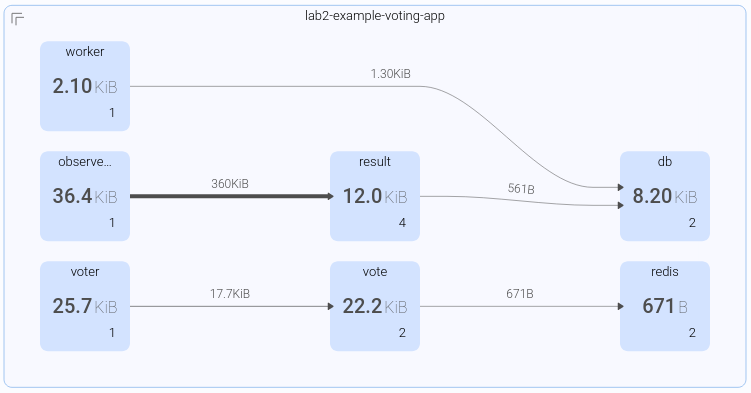 lab2-example-voting-app
worker
2.10 KiB
1
1.30KiB
observe...
36.4 KiB
1
360KiB
result
12.0 KiB
4
561B
db
8.20 KiB
2
voter
25.7 KiB
1
17.7KiB
vote
22.2 KiB
2
671B
redis
671 B
2